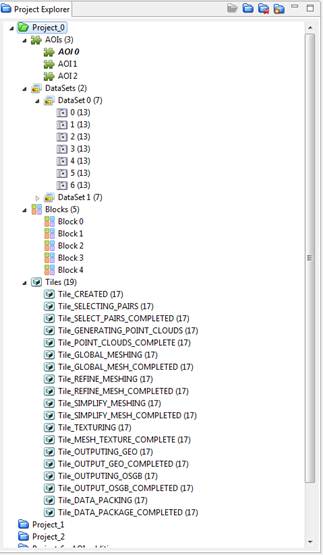 Project Explorer
Project_0
AOIs (3)
AOI 0
AOI 1
AOI 2
DataSets (2)
DataSet 0 (7)
0 (13)
1 (13)
2 (13)
3 (13)
4 (13)
5 (13)
6 (13)
DataSet 1 (7)
Blocks (5)
Block 0
Block 1
Block 2
Block 3
Block 4
Tiles (19)
Tile_CREATED (17)
Tile_SELECTING_PAIRS (17)
Tile_SELECT_PAIRS_COMPLETED (17)
Tile_GENERATING_POINT_CLOUDS (17)
Tile_POINT_CLOUDS_COMPLETE (17)
Tile_GLOBAL_MESHING (17)
Tile_GLOBAL_MESH_COMPLETED (17)
Tile_REFINE_MESHING (17)
Tile_REFINE_MESH_COMPLETED (17)
Tile_SIMPLIFY_MESHING (17)
Tile_SIMPLIFY_MESH_COMPLETED (17)
Tile_TEXTURING (17)
Tile_MESH_TEXTURE_COMPLETE (17)
Tile_OUTPUTING_GEO (17)
Tile_OUTPUT_GEO_COMPLETED (17)
Tile_OUTPUTING_OSGB (17)
Tile_OUTPUT_OSGB_COMPLETED (17)
Tile_DATA_PACKING (17)
Tile_DATA_PACKAGE_COMPLETED (17)
Project_1
Project_2